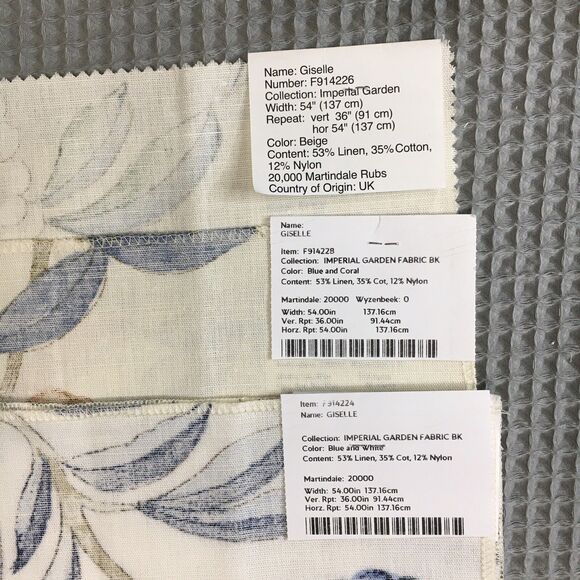 Name: Giselle
Number: F914226
Collection: Imperial Garden
Width: 54" (137 cm)
Repeat: vert 36" (91 cm)
hor 54" (137 cm)
Color: Beige
Content: 53% Linen, 35% Cotton,
12% Nylon
20,000 Martindale Rubs
Country of Origin: UK
Name:
GISELLE
Item: F914228
Collection: IMPERIAL GARDEN FABRIC BK
Color: Blue and Coral
Content: 53% Linen, 35% Cot, 12% Nylon
Martindale: 20000 Wyzenbeek: 0
Width: 54.00in 137.16cm
Ver. Rpt: 36.00in 91.44cm
Horz. Rpt: 54.00in 137.16cm
Item: F914224
Name: GISELLE
Collection: IMPERIAL GARDEN FABRIC BK
Color: Blue and White
Content: 53% Linen, 35% Cot, 12% Nylon
Martindale: 20000
Width: 54.00in 137.16cm
Ver. Rpt: 36.00in 91.44cm
Horz. Rpt: 54.00in 137.16cm